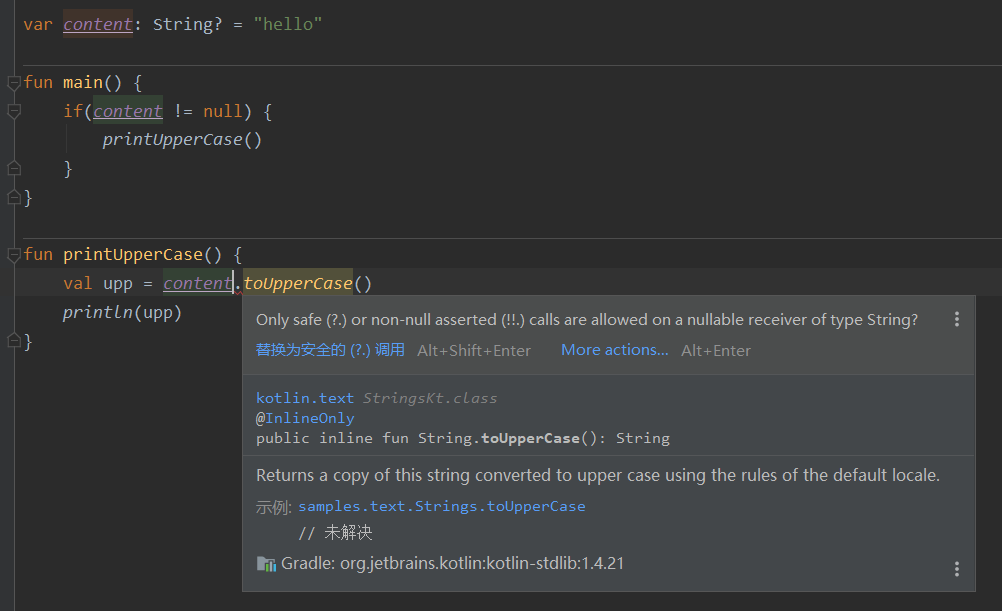 var content: String? = "hello"
fun main() {
    if(content != null) {
        printUpperCase()
    }
}
fun printUpperCase() {
    val upp = content.toUpperCase()
    println(upp)
}
Only safe (?.) or non-null asserted (!!.) calls are allowed on a nullable receiver of type String?
替换为安全的 (?.) 调用 Alt+Shift+Enter More actions... Alt+Enter
kotlin.text StringsKt.class
@InlineOnly
public inline fun String.toUpperCase(): String
Returns a copy of this string converted to upper case using the rules of the default locale.
示例: samples.text.Strings.toUpperCase
// 未解决
Gradle: org.jetbrains.kotlin:kotlin-stdlib:1.4.21